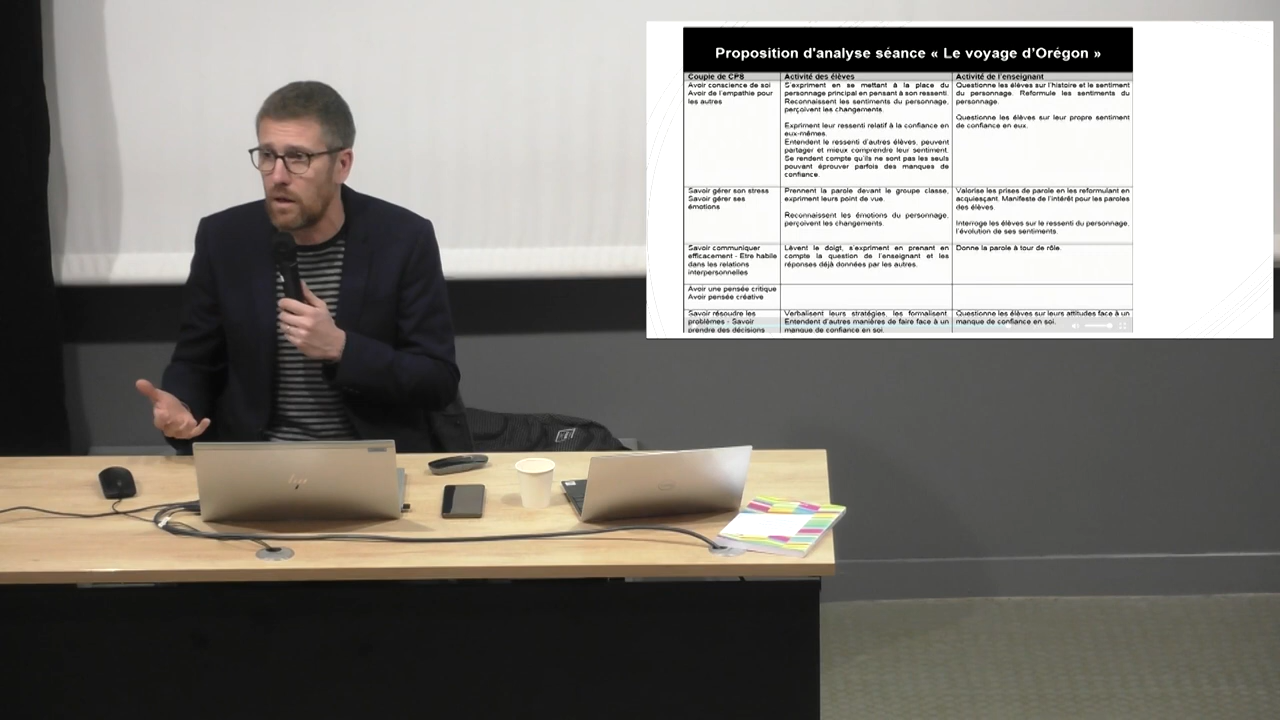 Proposition d'analyse séance « Le voyage d'Orégon »
Couple de CPS
Activité des élèves
Activité de l'enseignant
Avoir conscience de soi
Avoir de l'empathie pour
les autres
S'expriment en se mettant à la place du
personnage principal en pensant à son ressenti.
Reconnaissent les sentiments du personnage,
perçoivent les changements.
Expriment leur ressenti relatif à la confiance en
eux-mêmes.
Entendent le ressenti d'autres élèves, peuvent
partager et mieux comprendre leur sentiment.
Se rendent compte qu'ils ne sont pas les seuls
pouvant éprouver parfois des manques de
confiance.
Questionne les élèves sur l'histoire et le sentiment
du personnage. Reformule les sentiments du
personnage.
Questionne les élèves sur leur propre sentiment
de confiance en eux.
Savoir gérer son stress
Savoir gérer ses
émotions
Prennent la parole devant le groupe classe,
expriment leurs point de vue.
Reconnaissent les émotions du personnage,
perçoivent les changements.
Valorise les prises de parole en les reformulant en
acquiesçant. Manifeste de l'intérêt pour les paroles
des élèves.
Interroge les élèves sur le ressenti du personnage,
l'évolution de ses sentiments.
Savoir communiquer
efficacement - Etre habile
dans les relations
interpersonnelles
Lèvent le doigt, s'expriment en prenant en
compte la question de l'enseignant et les
réponses déjà données par les autres.
Donne la parole à tour de rôle.
Avoir une pensée critique
Avoir pensée créative
Savoir résoudre les
problèmes - Savoir
prendre des décisions
Verbalisent leurs stratégies, les formalisent.
Entendent d'autres manières de faire face à un
manque de confiance en soi.
Questionne les élèves sur leurs attitudes face à un
manque de confiance en soi.
hp